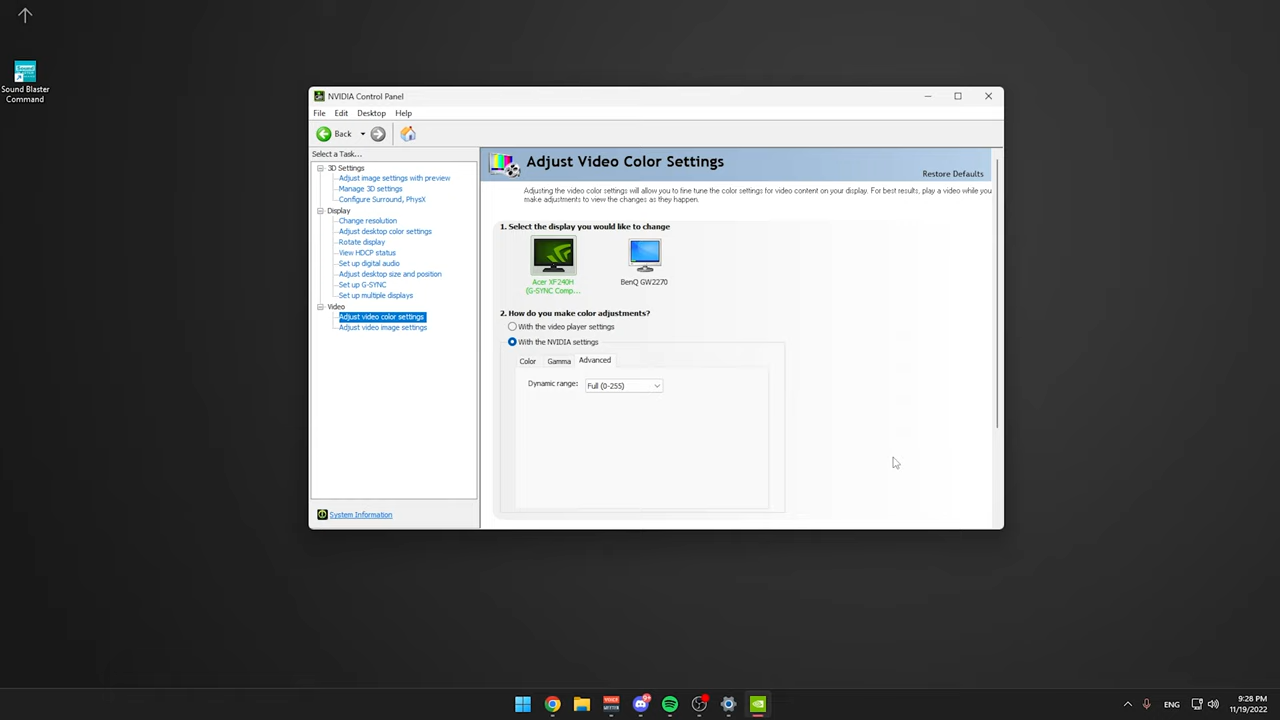 Sound Blaster
Command
NVIDIA Control Panel
File Edit Desktop Help
Back
Select a Task...
3D Settings
Adjust image settings with preview
Manage 3D settings
Configure Surround, PhysX
Display
Change resolution
Adjust desktop color settings
Rotate display
View HDCP status
Set up digital audio
Adjust desktop size and position
Set up G-SYNC
Set up multiple displays
Video
Adjust video color settings
Adjust video image settings
System Information
Adjust Video Color Settings
Restore Defaults
Adjusting the video color settings will allow you to fine tune the color settings for video content on your display. For best results, play a video while you
make adjustments to view the changes as they happen.
1. Select the display you would like to change
Acer XF240H
(G-SYNC Comp...
BenQ GW2270
2. How do you make color adjustments?
With the video player settings
With the NVIDIA settings
Color Gamma Advanced
Dynamic range: Full (0-255)
ENG
9:28 PM
11/19/2022